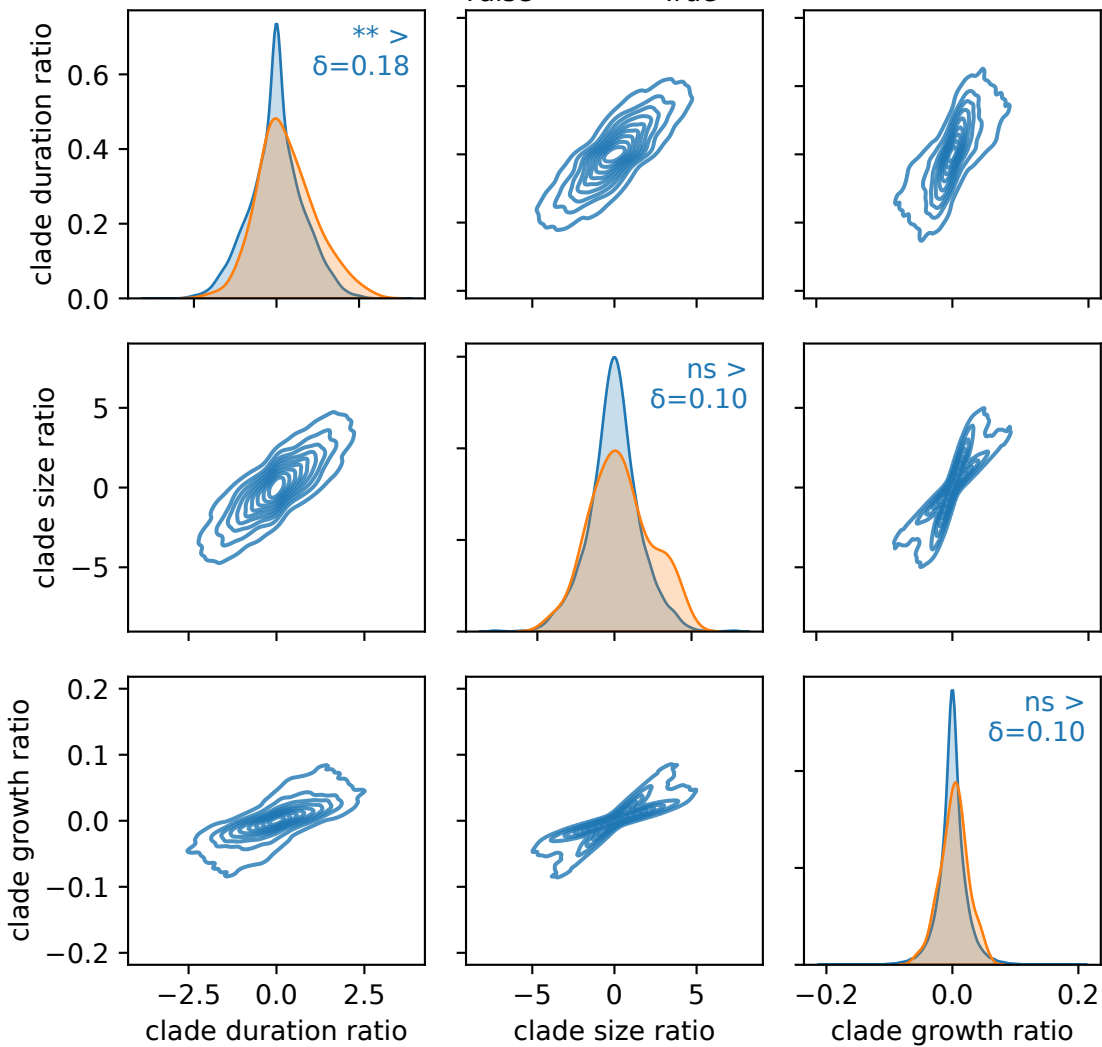 clade duration ratio
0.6
0.4
0.2
0.0
** >
δ=0.18
clade size ratio
5
0
−5
ns >
δ=0.10
clade growth ratio
0.2
0.1
0.0
−0.1
−0.2
ns >
δ=0.10
−2.5 0.0 2.5
−5 0 5
−0.2 0.0 0.2
clade duration ratio
clade size ratio
clade growth ratio